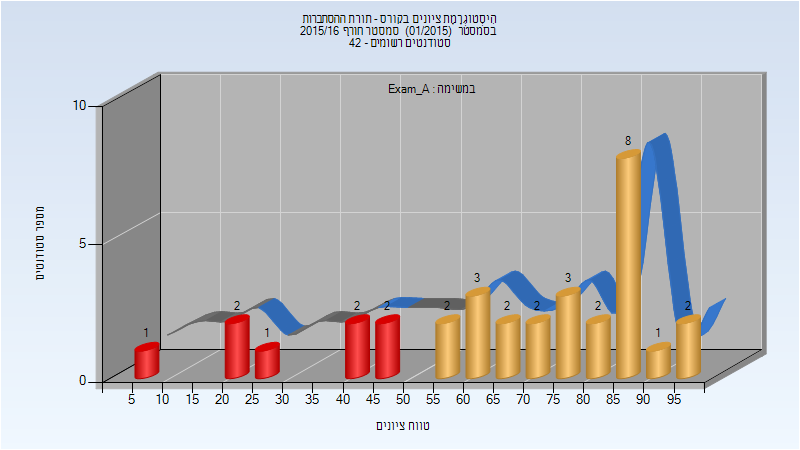 היסטוגרמת ציונים בקורס - תורת ההסתברות
בסמסטר (01/2015) סמסטר חורף 2015/16
סטודנטים רשומים - 42
במשימה : Exam_A
מספר סטודנטים
10
5
0
1
2
1
2
2
2
3
2
2
3
2
8
1
2
5 10 15 20 25 30 35 40 45 50 55 60 65 70 75 80 85 90 95
טווח ציונים